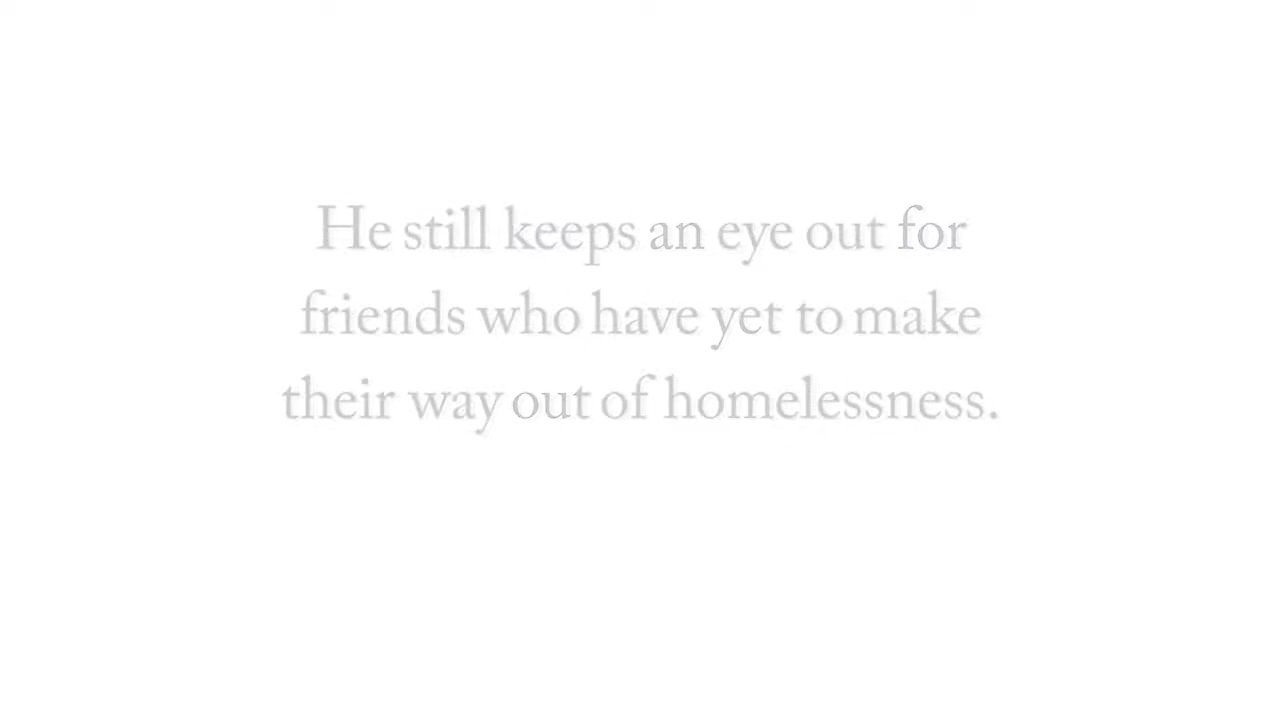 He still keeps an eye out for
friends who have yet to make
their way out of homelessness.